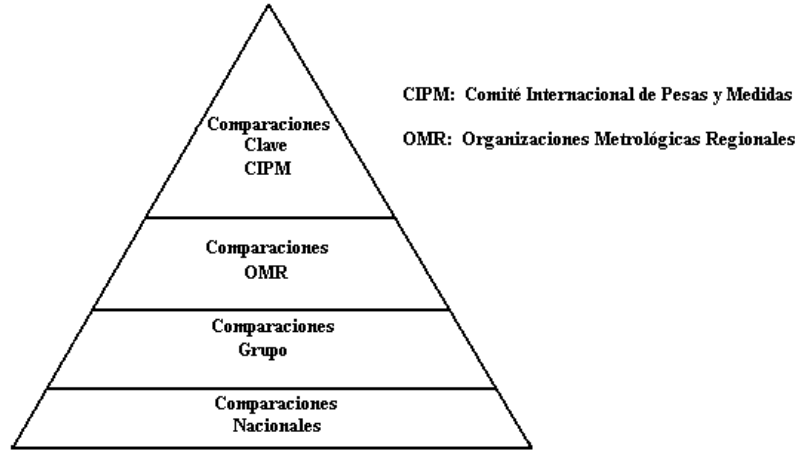 Comparaciones
Clave
CIPM
CIPM: Comité Internacional de Pesas y Medidas
OMR: Organizaciones Metrológicas Regionales
Comparaciones
OMR
Comparaciones
Grupo
Comparaciones
Nacionales